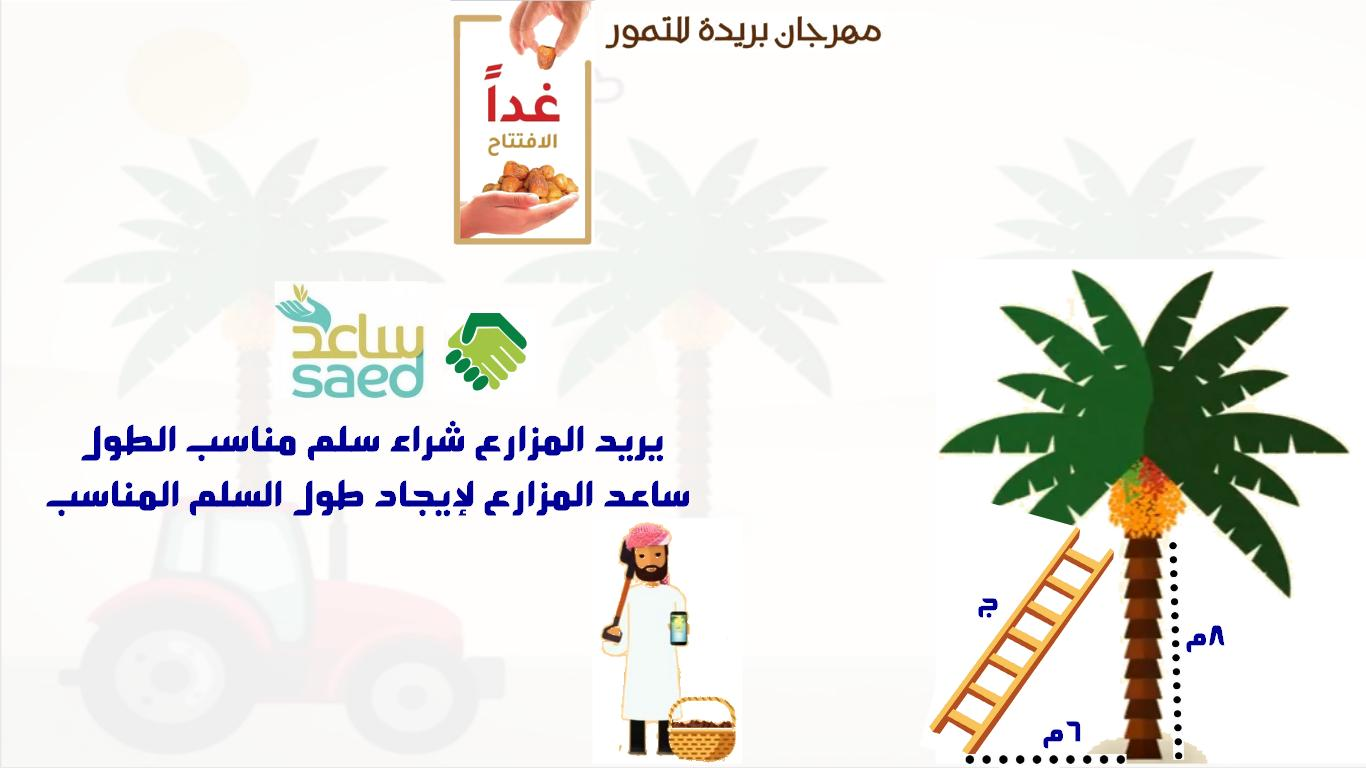 مهرجان بريدة للتمور
غداً
الافتتاح
ساعد
saed
يريد المزارع شراء سلم مناسب الطول
ساعد المزارع لإيجاد طول السلم المناسب
ج
٨م
٦م